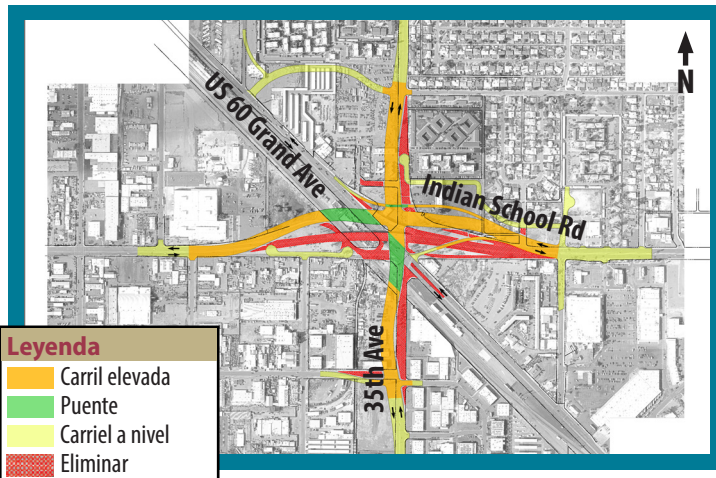 US 60 Grand Ave
N
Indian School Rd
35th Ave
Leyenda
Carril elevada
Puente
Carriel a nivel
Eliminar